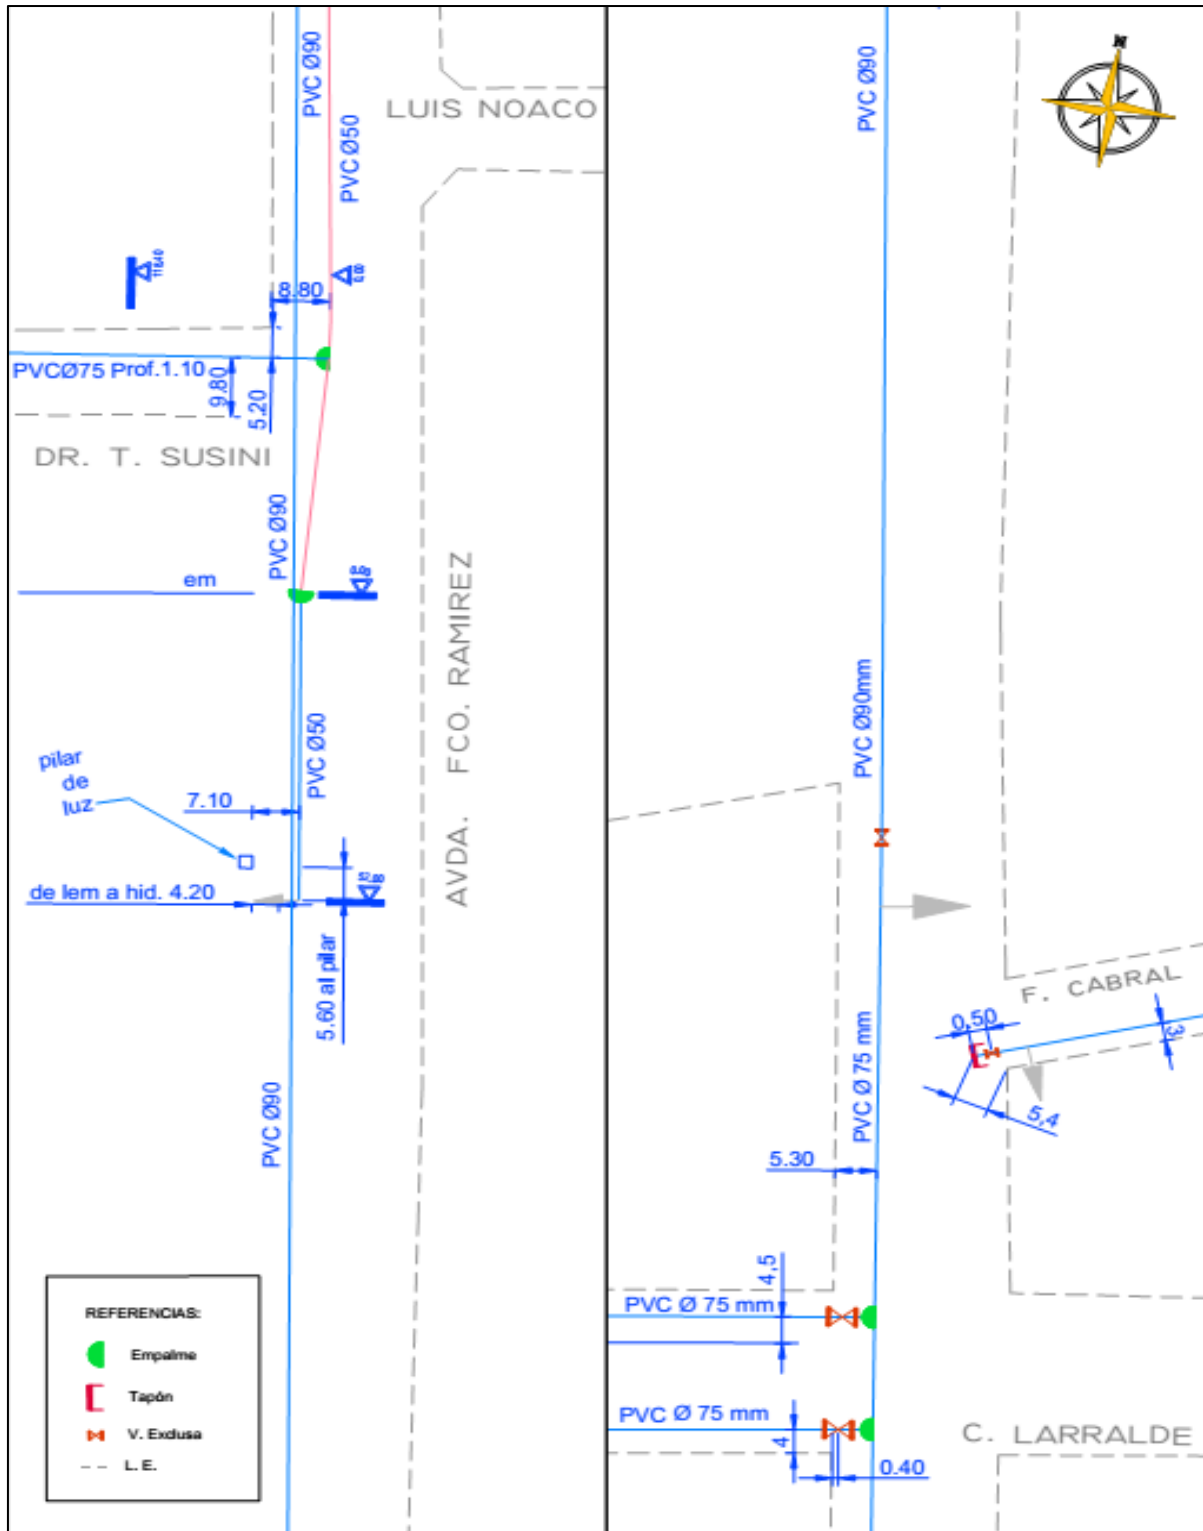 PVC Ø90
PVC Ø50
LUIS NOACO
8.80
PVCØ75 Prof.1.10
9.80
5.20
DR. T. SUSINI
PVC Ø90
em
PVC Ø50
AVDA. FCO. RAMIREZ
pilar
de
luz
7.10
de lem a hid. 4.20
5.60 al pilar
PVC Ø90
REFERENCIAS:
Empalme
Tapón
V. Exclusa
L. E.
PVC Ø90
N
PVC Ø90mm
F. CABRAL
0,50
3
5,4
PVC Ø 75 mm
5.30
4,5
PVC Ø 75 mm
PVC Ø 75 mm
4
0.40
C. LARRALDE